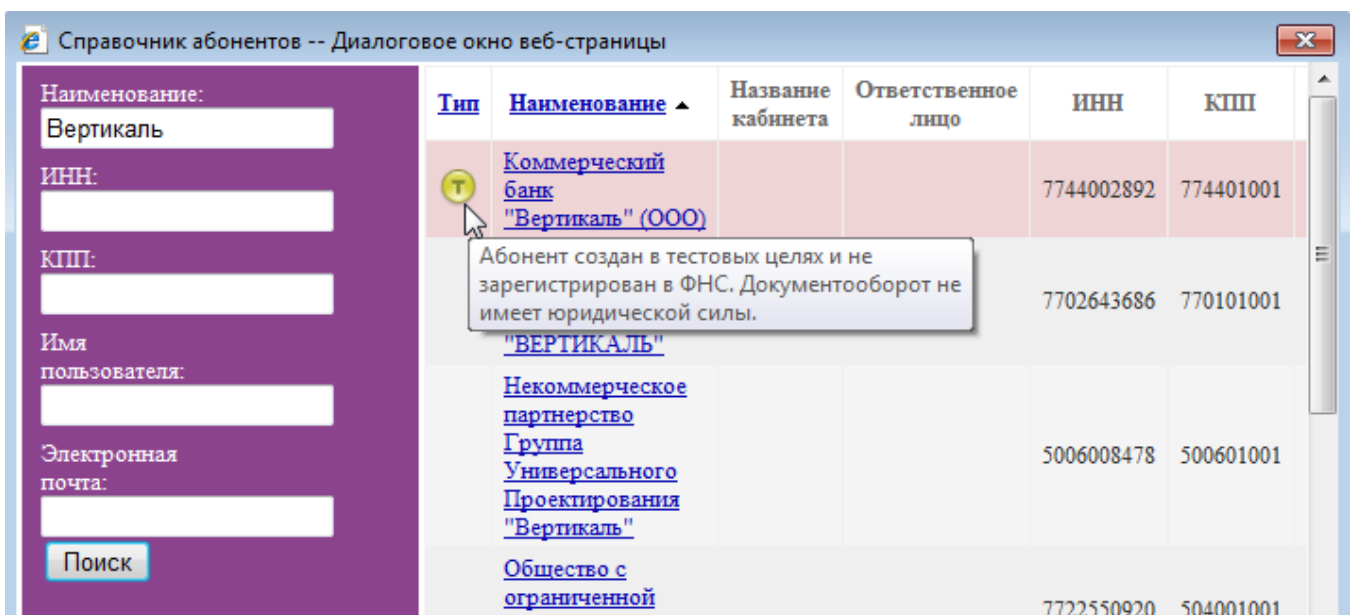 Справочник абонентов -- Диалоговое окно веб-страницы
Наименование:
Вертикаль
ИНН:
КПП:
Имя
пользователя:
Электронная
почта:
Поиск
Тип
Наименование
Название
кабинета
Ответственное
лицо
ИНН
КПП
Т
Коммерческий
банк
"Вертикаль" (ООО)
7744002892
774401001
Абонент создан в тестовых целях и не
зарегистрирован в ФНС. Документооборот не
имеет юридической силы.
"ВЕРТИКАЛЬ"
7702643686
770101001
Некоммерческое
партнерство
Группа
Универсального
Проектирования
"Вертикаль"
5006008478
500601001
Общество с
ограниченной
7722550920
504001001